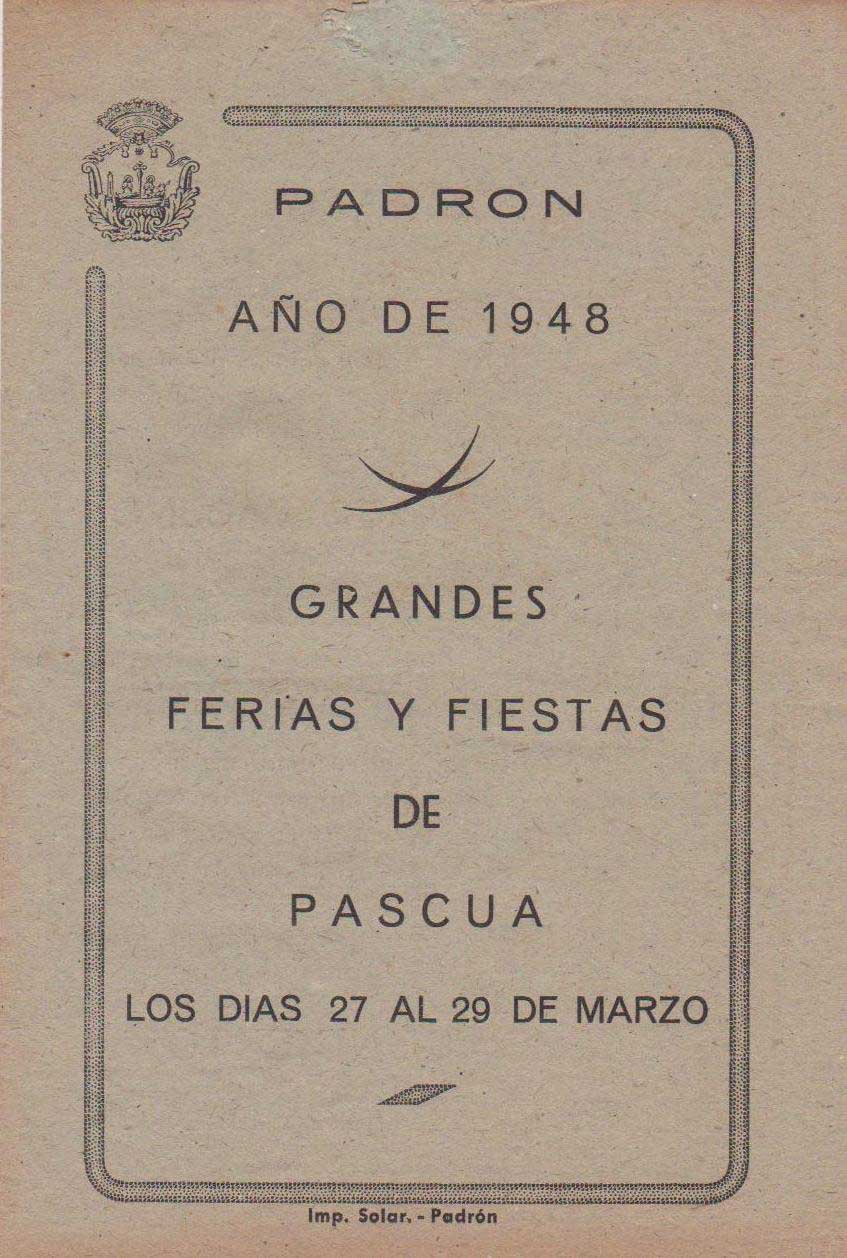 PADRON
AÑO DE 1948
GRANDES
FERIAS Y FIESTAS
DE
PASCUA
LOS DIAS 27 AL 29 DE MARZO
Imp. Solar. - Padrón